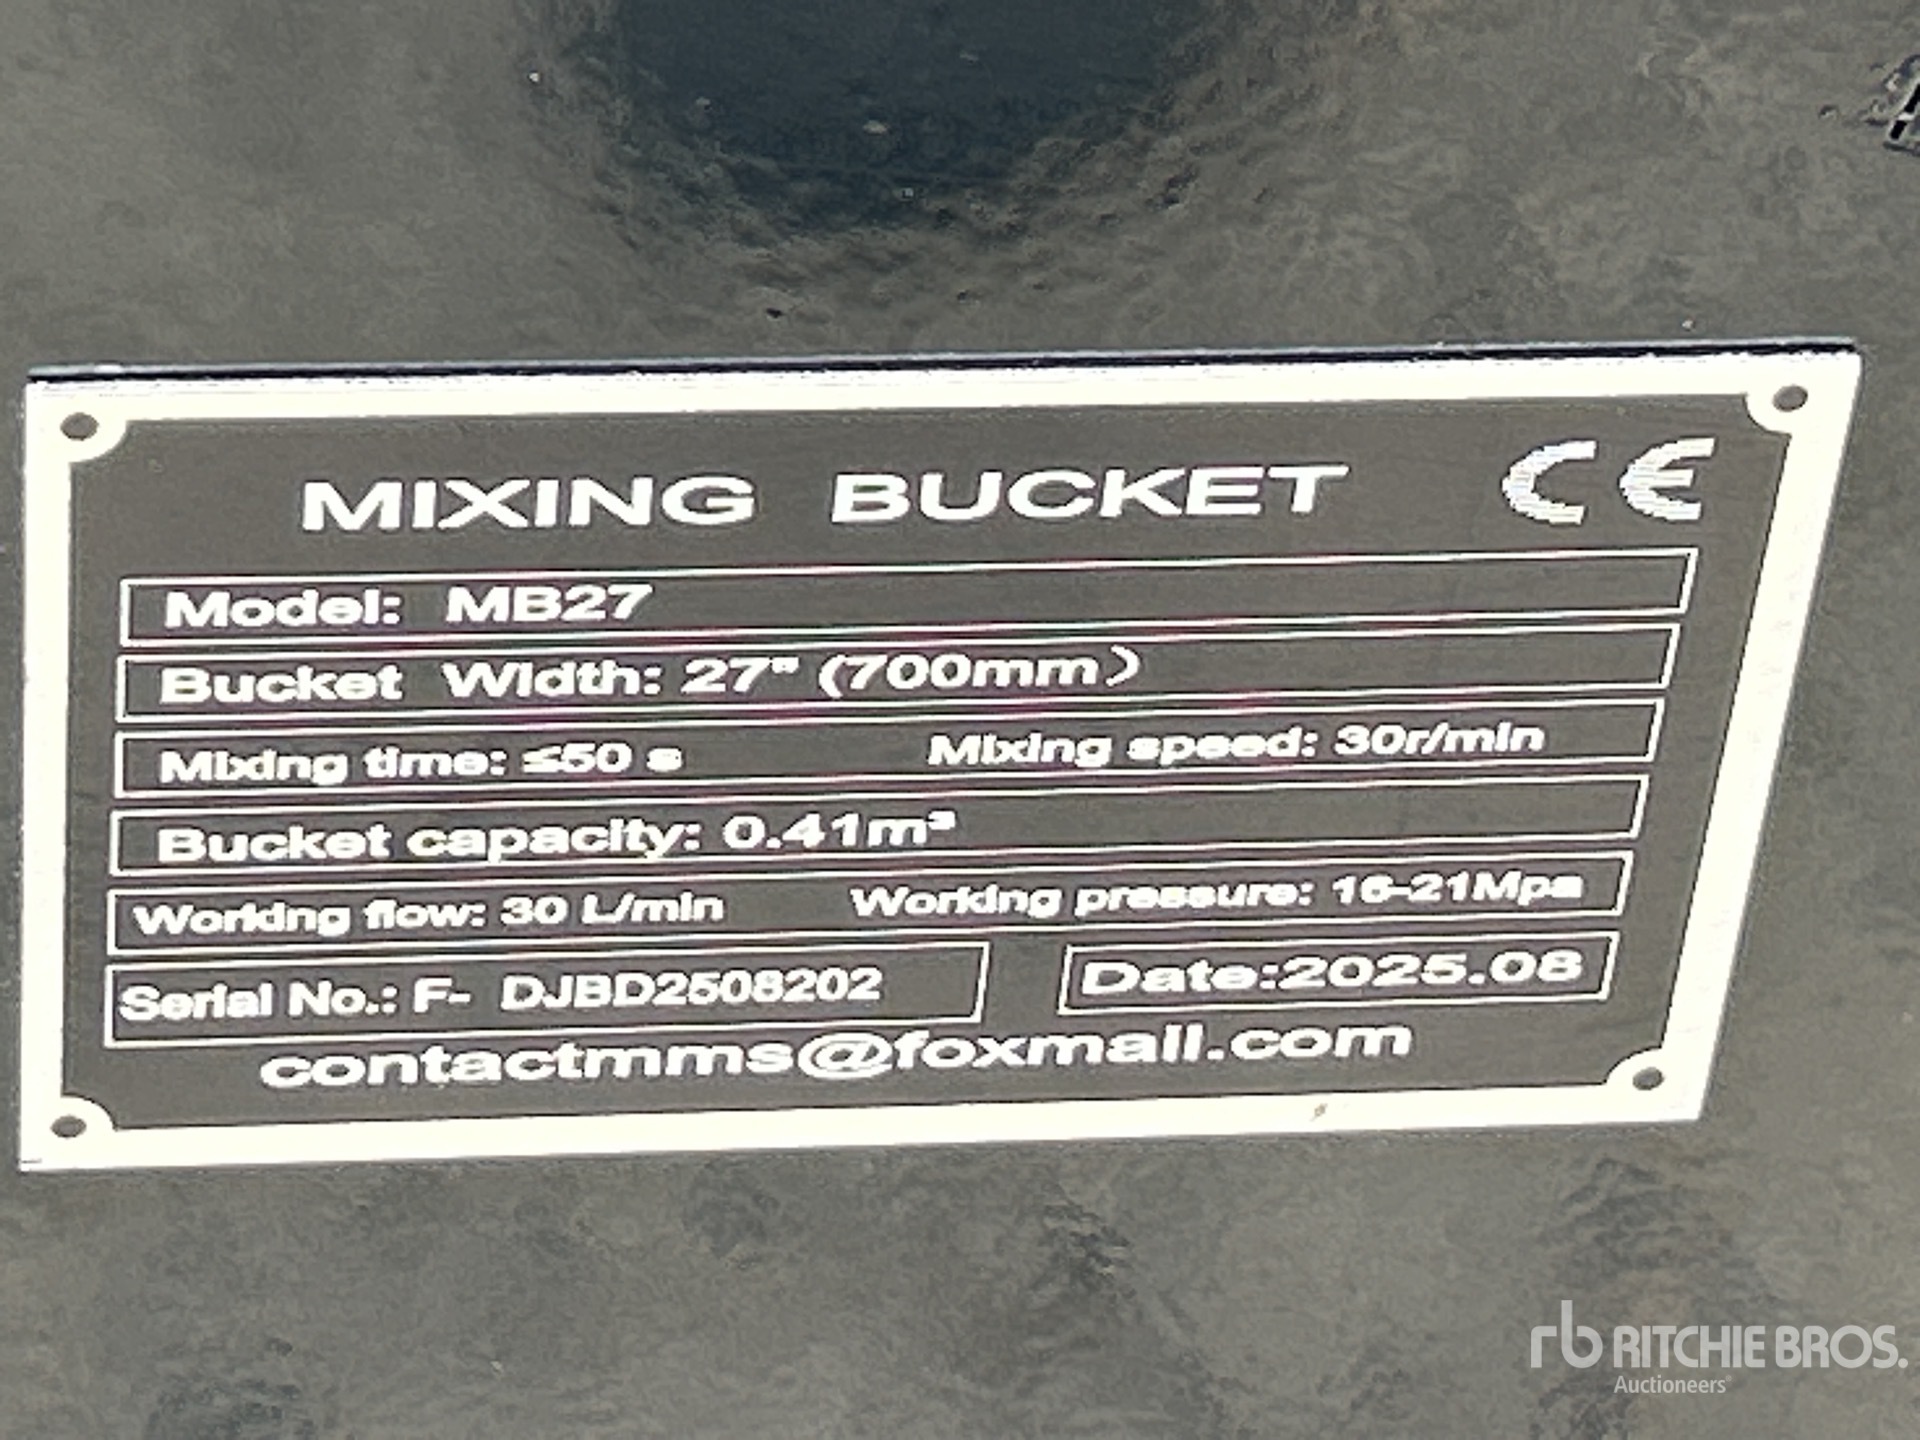 MIXING BUCKET CE
Model: MB27
Bucket Width: 27" (700mm)
Mixing time: ≤50 s Mixing speed: 30r/min
Bucket capacity: 0.41m³
Working flow: 30 L/min Working pressure: 16-21Mpa
Serial No.: F- DJBD2508202 Date:2025.08
contactmms@foxmail.com
rb RITCHIE BROS.
Auctioneers